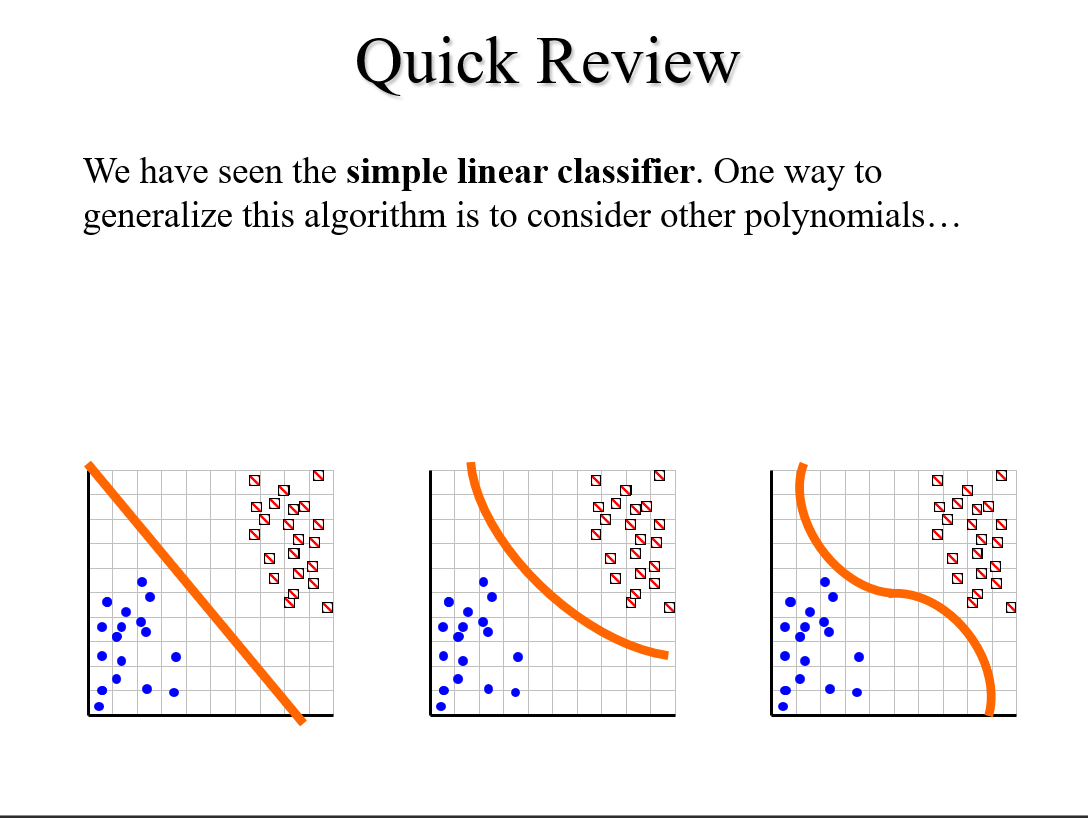 Quick Review
We have seen the simple linear classifier. One way to
generalize this algorithm is to consider other polynomials…